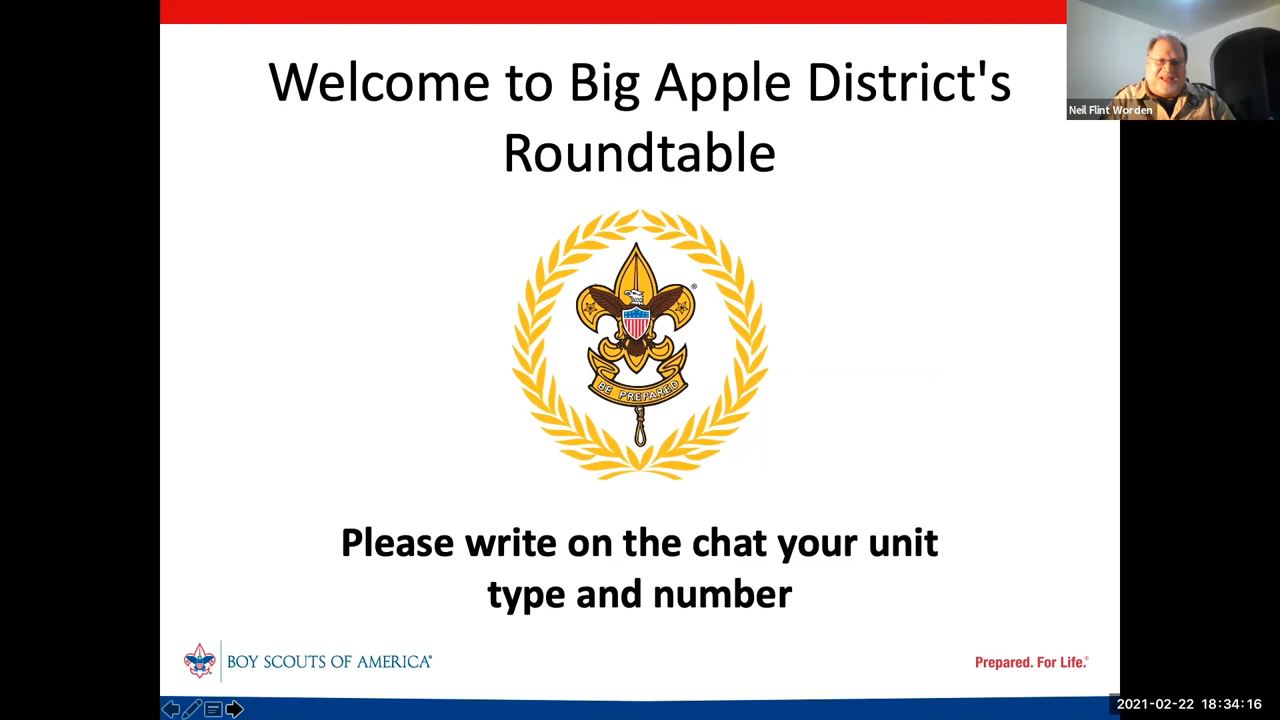 Welcome to Big Apple District's
Roundtable
Neil Flint Worden
®
BE PREPARED
Please write on the chat your unit
type and number
BOY SCOUTS OF AMERICA®
Prepared. For Life.®
2021-02-22 18:34:16